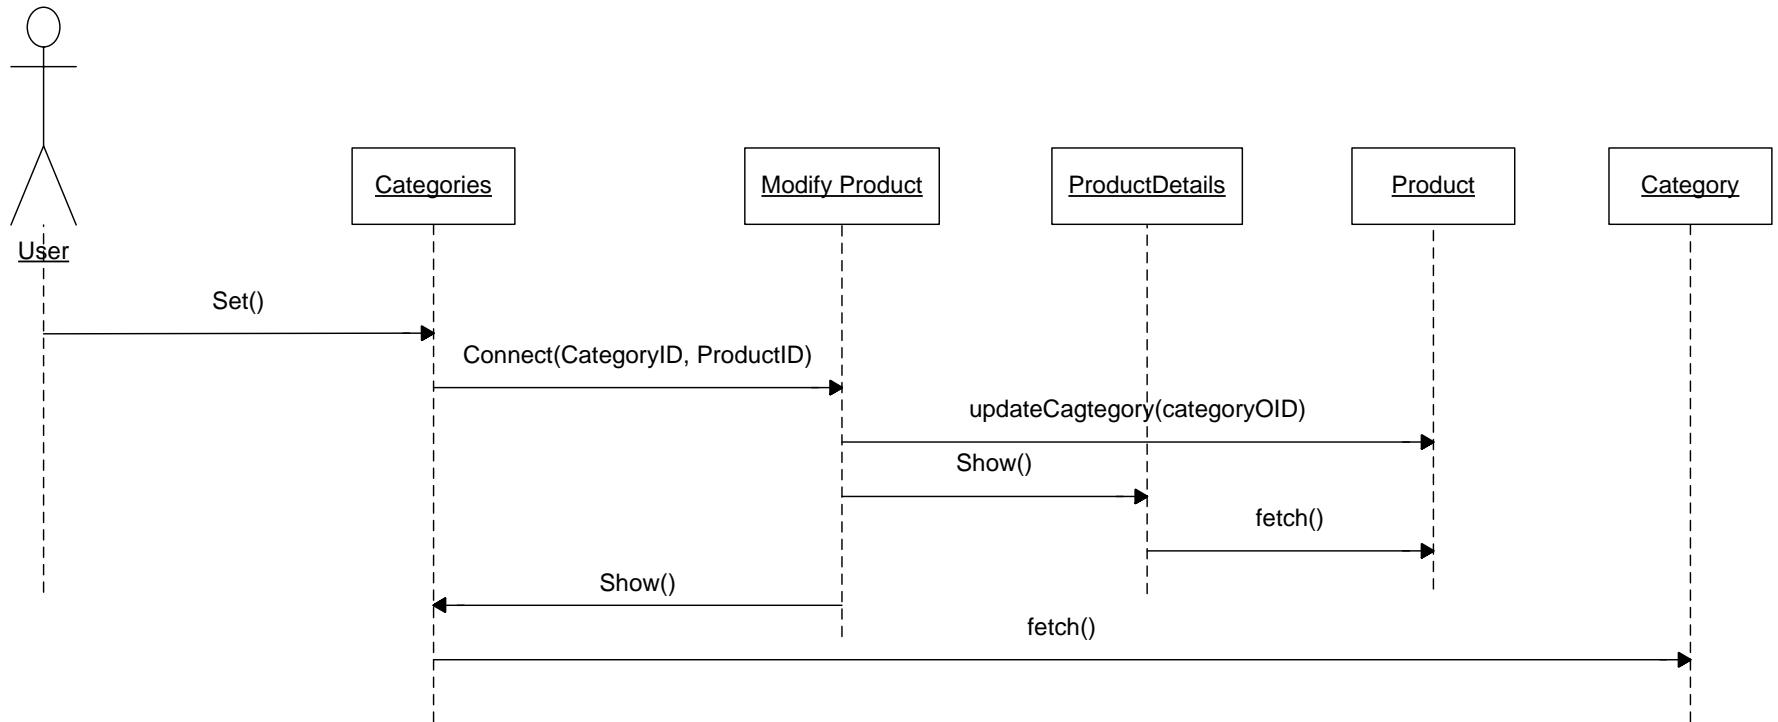 Categories
Modify Product
ProductDetails
Product
Category
User
Set()
Connect(CategoryID, ProductID)
updateCagtegory(categoryOID)
Show()
fetch()
Show()
fetch()